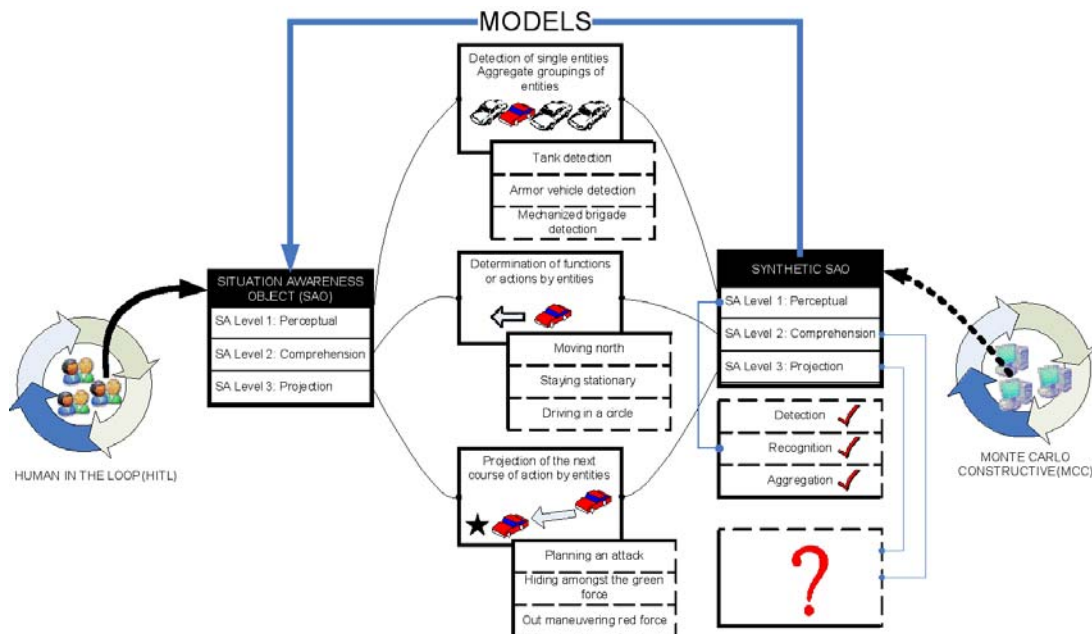 MODELS
Detection of single entities
Aggregate groupings of
entities
Tank detection
Armor vehicle detection
Mechanized brigade
detection
SITUATION AWARENESS
OBJECT (SAO)
SA Level 1: Perceptual
SA Level 2: Comprehension
SA Level 3: Projection
HUMAN IN THE LOOP(HITL)
Determination of functions
or actions by entities
Moving north
Staying stationary
Driving in a circle
Projection of the next
course of action by entities
Planning an attack
Hiding amongst the green
force
Out maneuvering red force
SYNTHETIC SAO
SA Level 1: Perceptual
SA Level 2: Comprehension
SA Level 3: Projection
Detection
Recognition
Aggregation
?
MONTE CARLO
CONSTRUCTIVE(MCC)